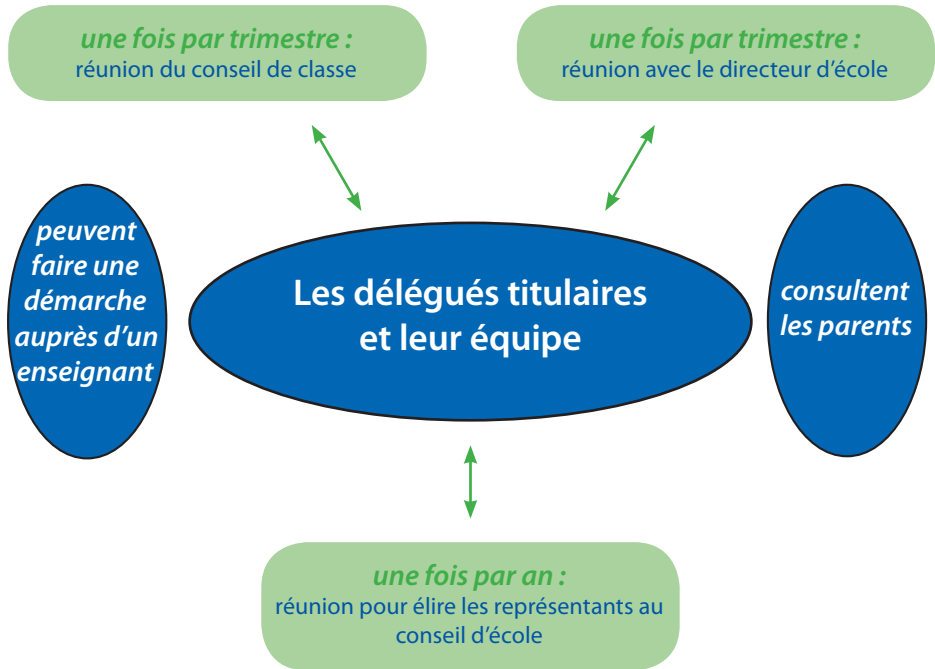 une fois par trimestre :
réunion du conseil de classe
une fois par trimestre :
réunion avec le directeur d'école
peuvent
faire une
démarche
auprès d'un
enseignant
Les délégués titulaires
et leur équipe
consultent
les parents
une fois par an :
réunion pour élire les représentants au
conseil d'école